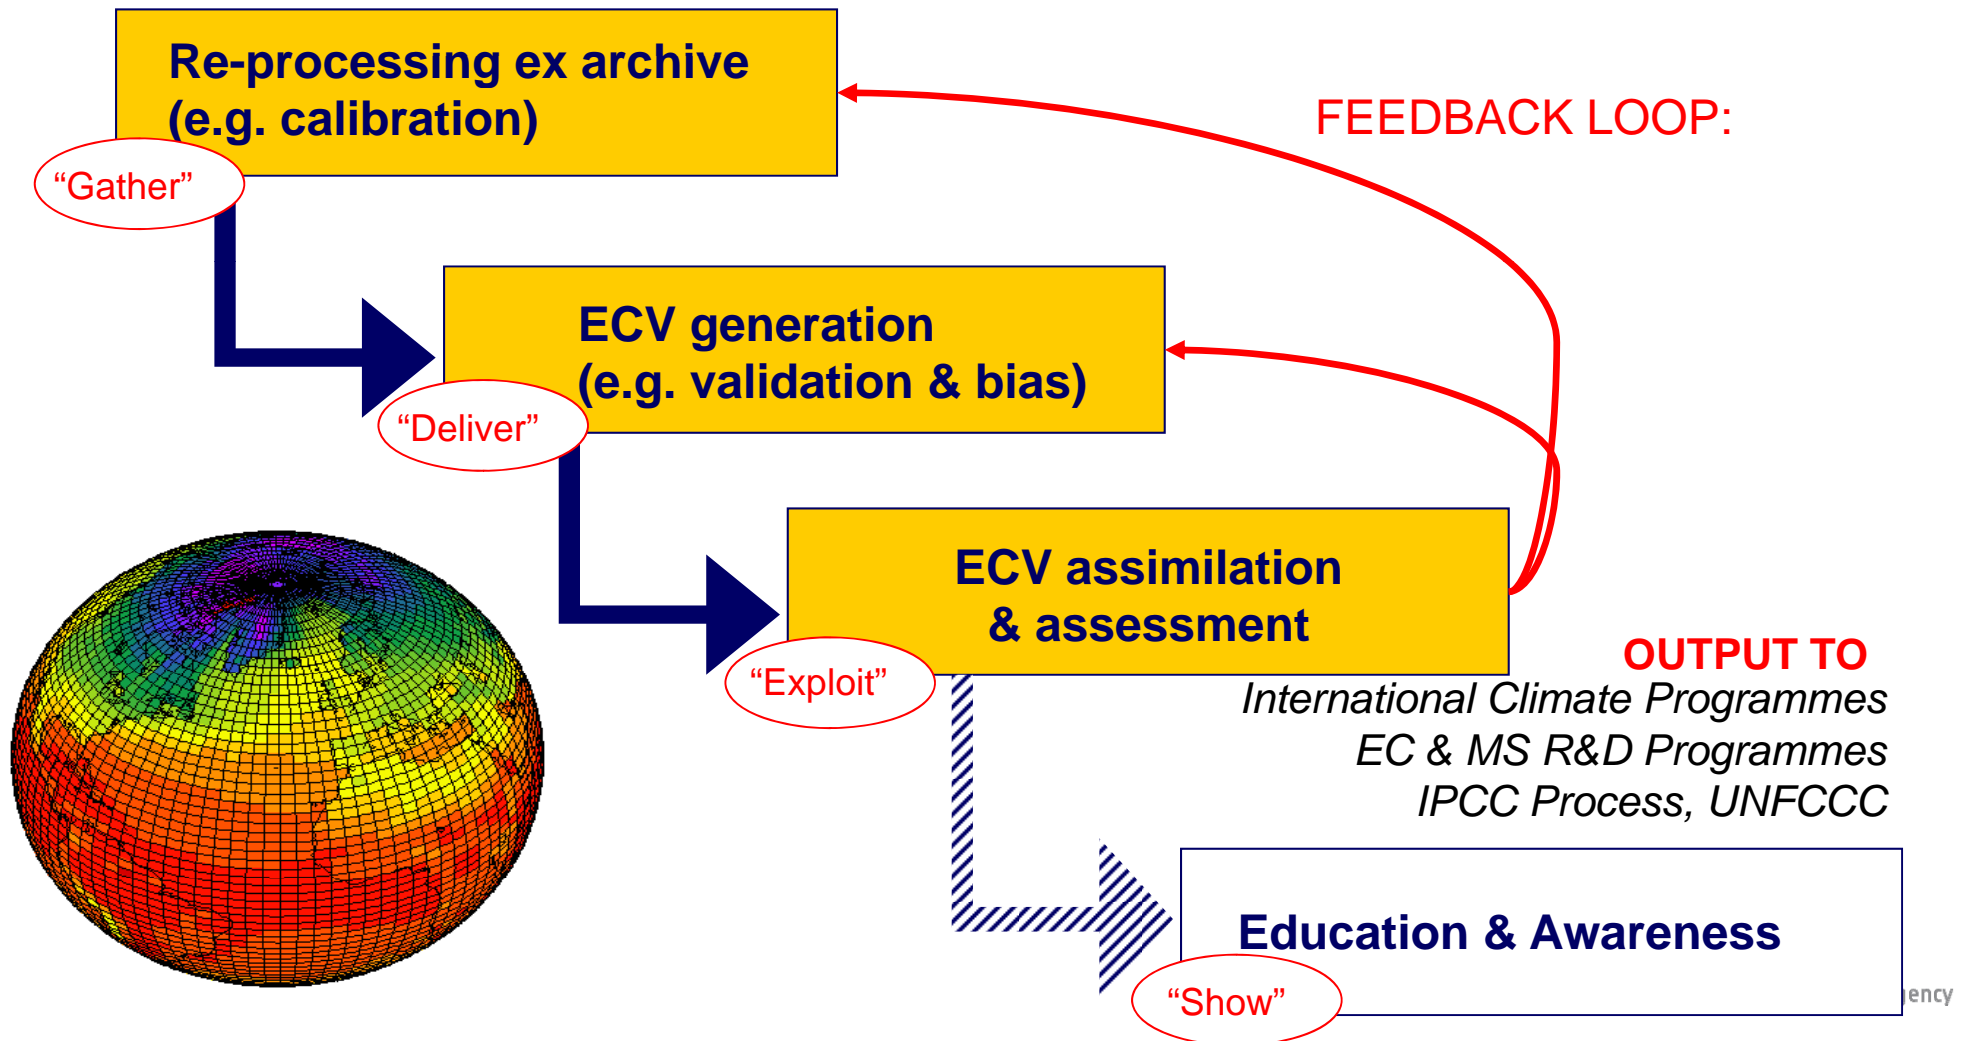 Re-processing ex archive
(e.g. calibration)
FEEDBACK LOOP:
“Gather”
ECV generation
(e.g. validation & bias)
“Deliver”
ECV assimilation
& assessment
“Exploit”
OUTPUT TO
International Climate Programmes
EC & MS R&D Programmes
IPCC Process, UNFCCC
Education & Awareness
“Show”